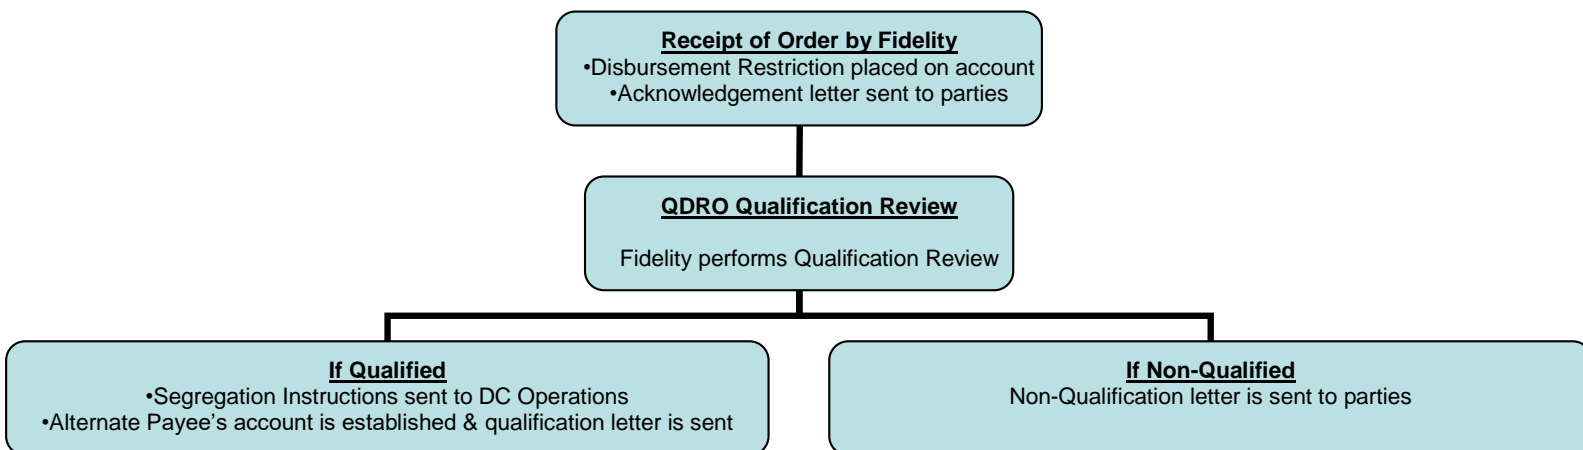 Receipt of Order by Fidelity
•Disbursement Restriction placed on account
•Acknowledgement letter sent to parties
QDRO Qualification Review
Fidelity performs Qualification Review
If Qualified
•Segregation Instructions sent to DC Operations
•Alternate Payee's account is established & qualification letter is sent
If Non-Qualified
Non-Qualification letter is sent to parties